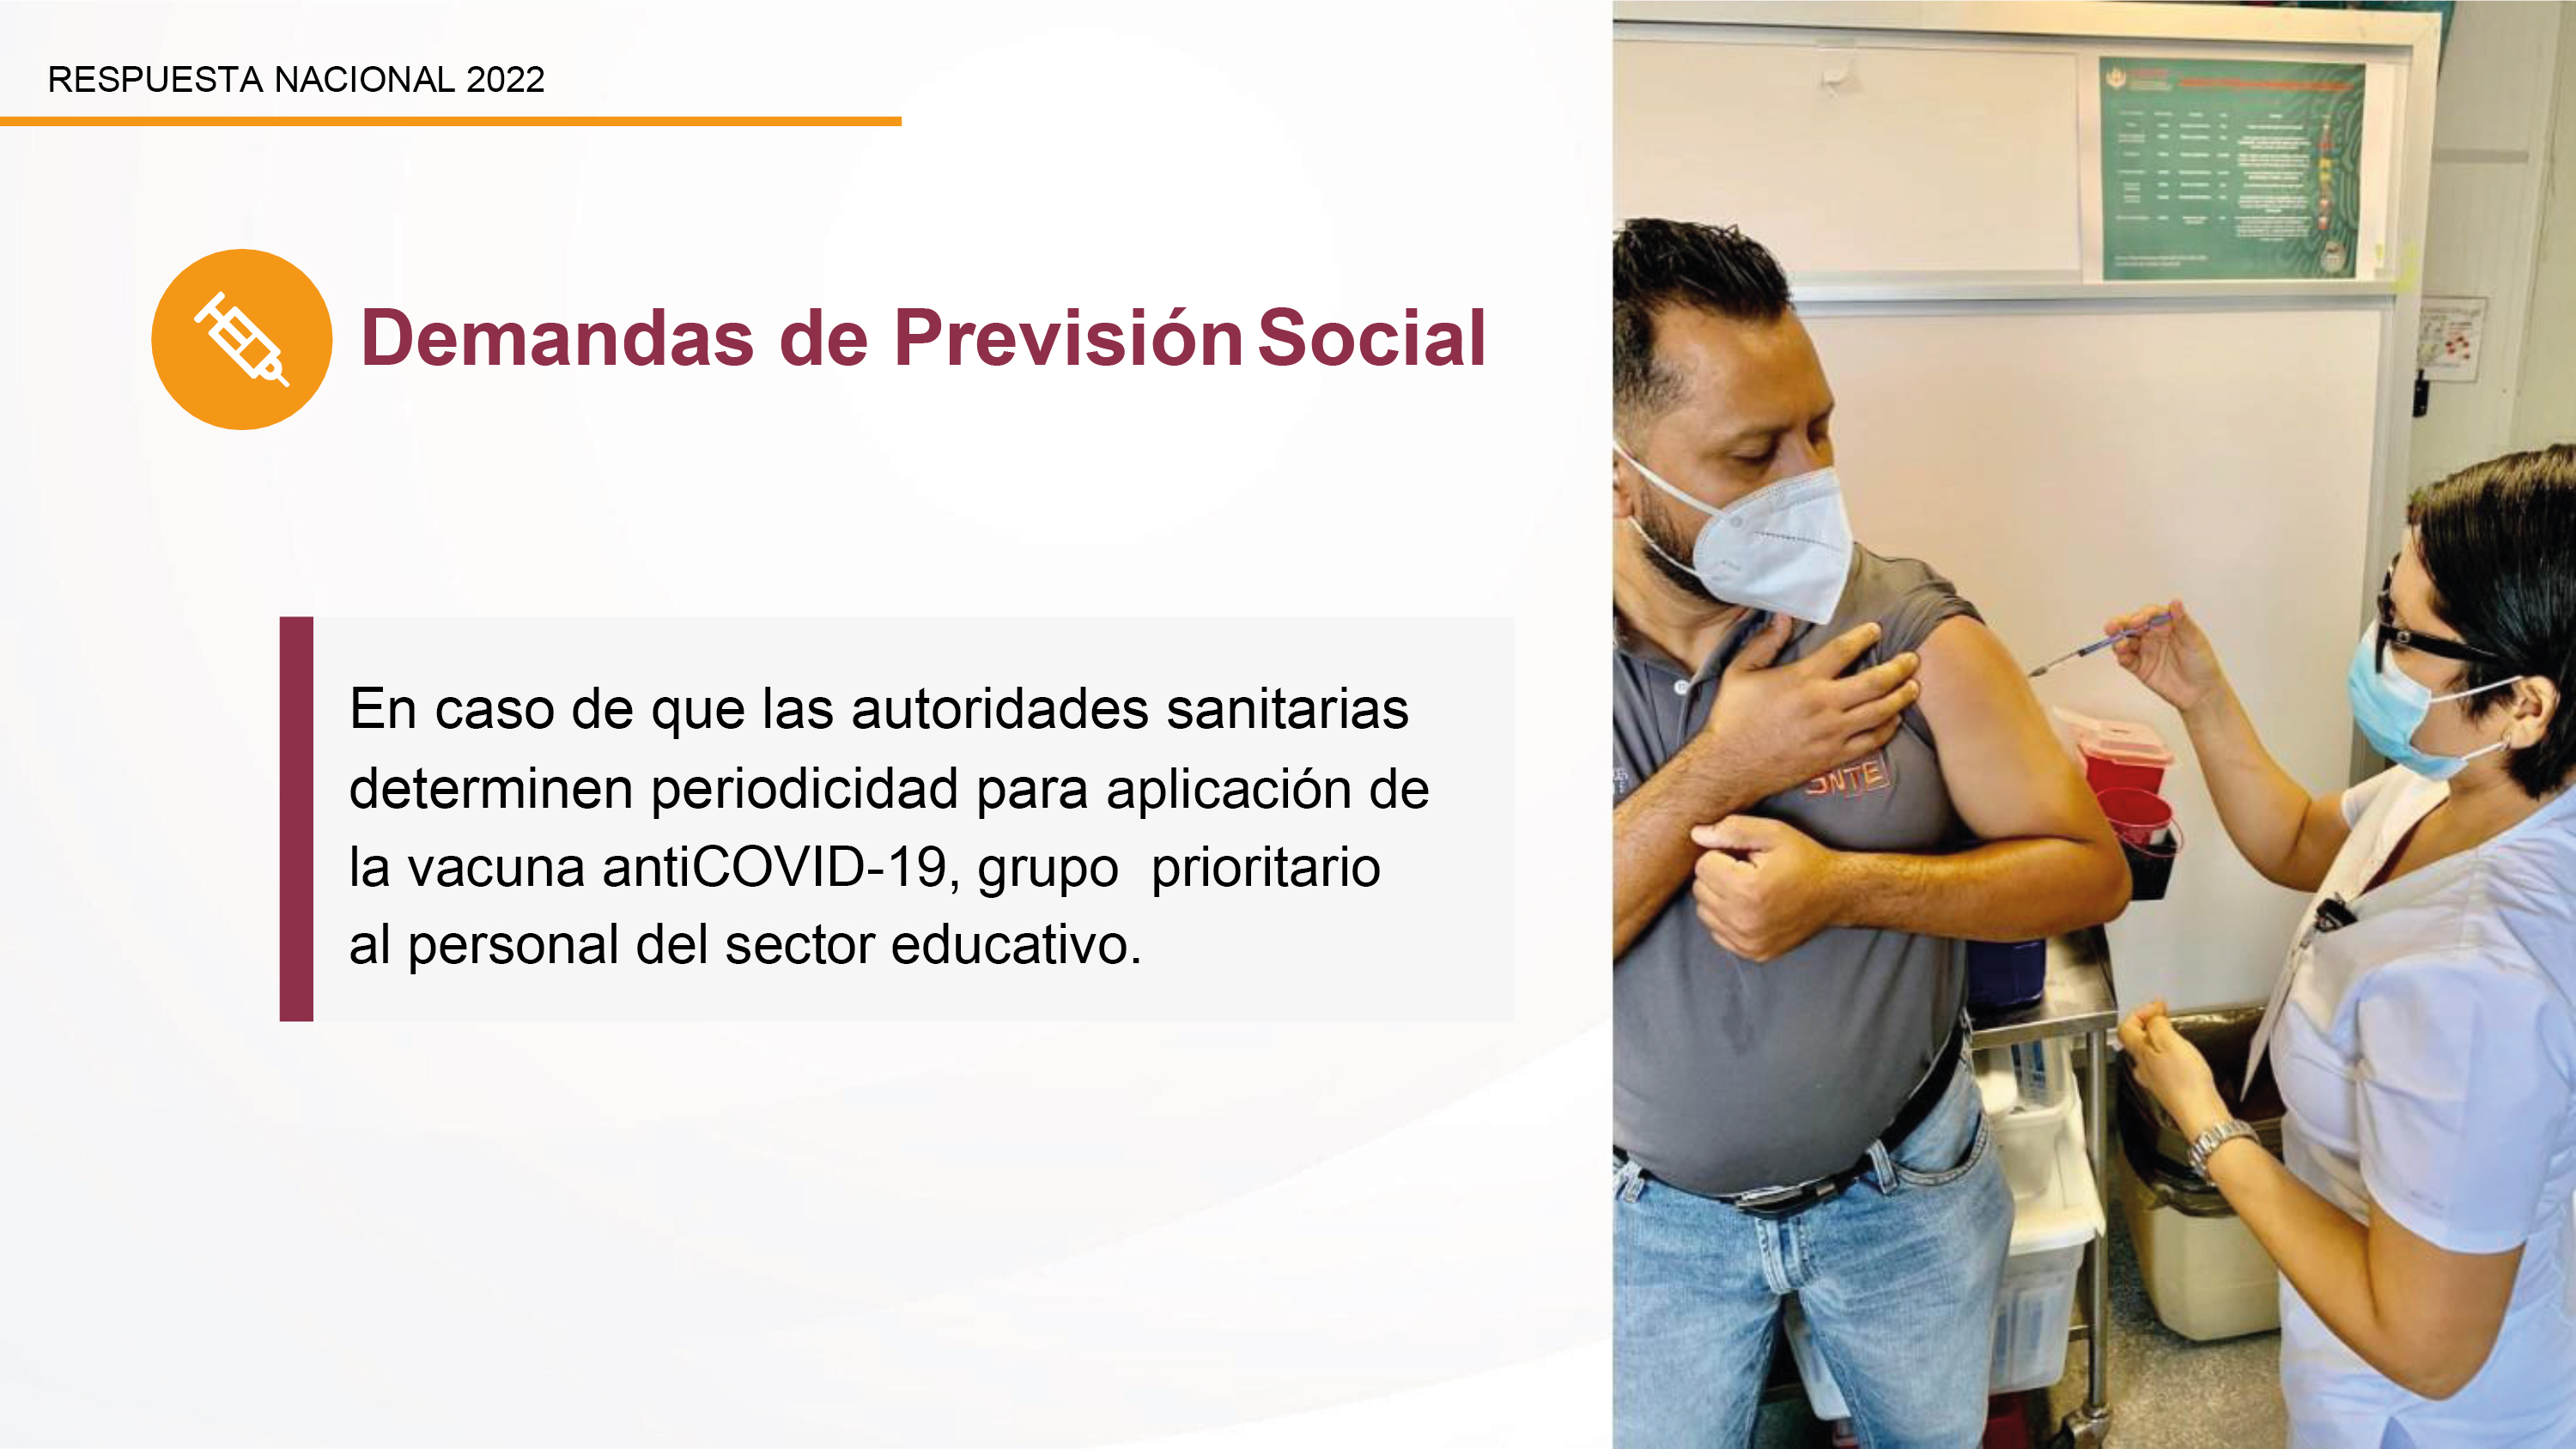 RESPUESTA NACIONAL 2022
Demandas de Previsión Social
En caso de que las autoridades sanitarias
determinen periodicidad para aplicación de
la vacuna antiCOVID-19, grupo  prioritario
al personal del sector educativo.
SNTE